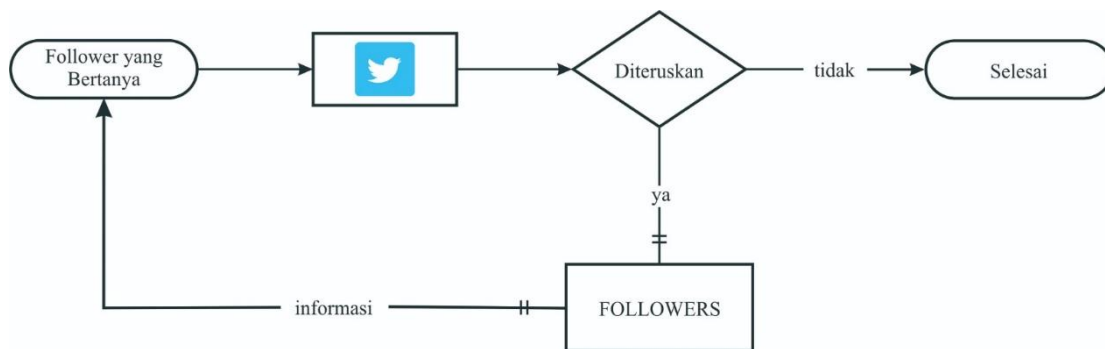 Follower yang
Bertanya
Diteruskan
tidak
Selesai
ya
informasi
FOLLOWERS